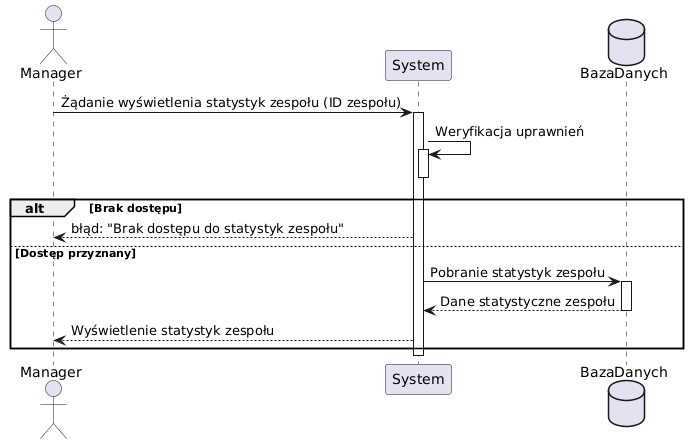 Manager
System
BazaDanych
Żądanie wyświetlenia statystyk zespołu (ID zespołu)
Weryfikacja uprawnień
alt [Brak dostępu]
błąd: "Brak dostępu do statystyk zespołu"
[Dostęp przyznany]
Pobranie statystyk zespołu
Dane statystyczne zespołu
Wyświetlenie statystyk zespołu
Manager
System
BazaDanych